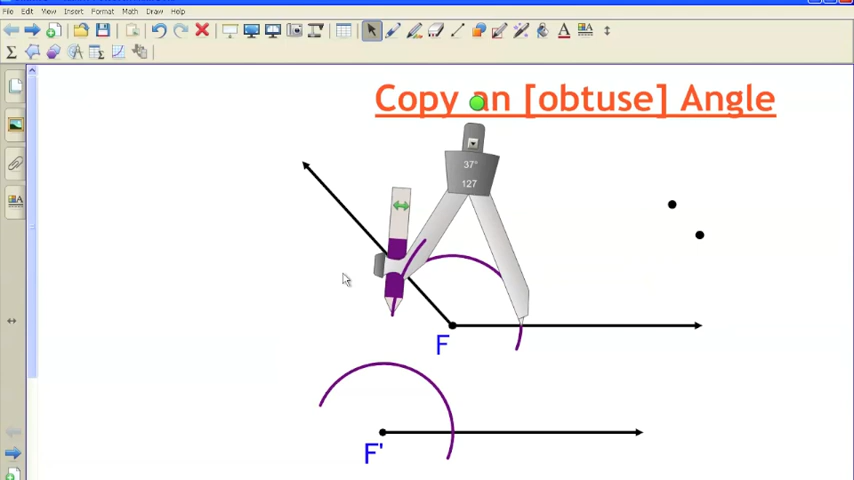 File Edit View Insert Format Math Draw Help
Copy an [obtuse] Angle
37°
127
F
F'